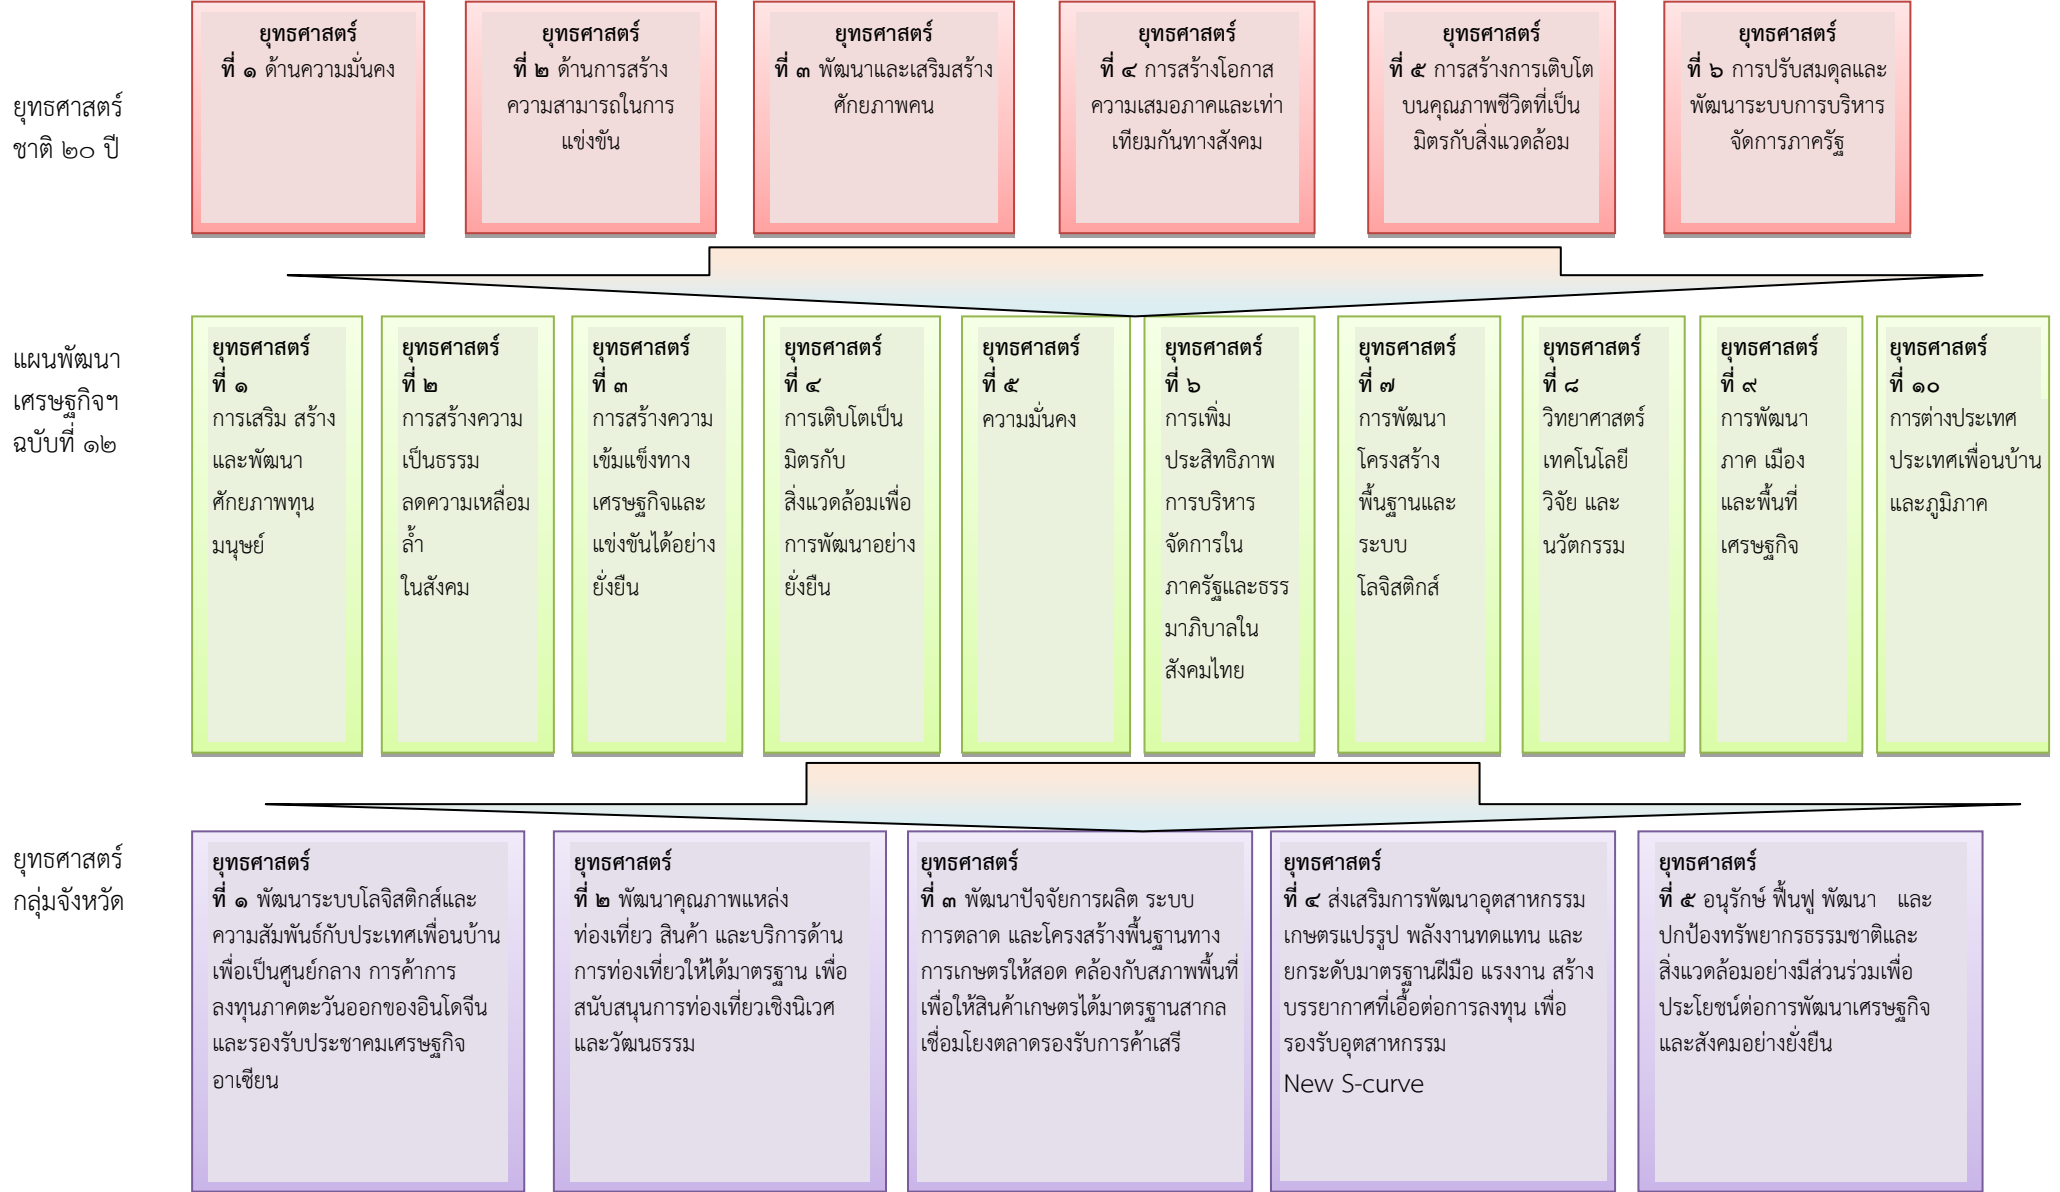 ยุทธศาสตร์
ชาติ ๒๐ ปี
ยุทธศาสตร์
ที่ ๑ ด้านความมั่นคง
ยุทธศาสตร์
ที่ ๒ ด้านการสร้าง
ความสามารถในการ
แข่งขัน
ยุทธศาสตร์
ที่ ๓ พัฒนาและเสริมสร้าง
ศักยภาพคน
ยุทธศาสตร์
ที่ ๔ การสร้างโอกาส
ความเสมอภาคและเท่า
เทียมกันทางสังคม
ยุทธศาสตร์
ที่ ๕ การสร้างการเติบโต
บนคุณภาพชีวิตที่เป็น
มิตรกับสิ่งแวดล้อม
ยุทธศาสตร์
ที่ ๖ การปรับสมดุลและ
พัฒนาระบบการบริหาร
จัดการภาครัฐ
แผนพัฒนา
เศรษฐกิจฯ
ฉบับที่ ๑๒
ยุทธศาสตร์
ที่ ๑
การเสริม สร้าง
และพัฒนา
ศักยภาพทุน
มนุษย์
ยุทธศาสตร์
ที่ ๒
การสร้างความ
เป็นธรรม
ลดความเหลื่อม
ล้ำ
ในสังคม
ยุทธศาสตร์
ที่ ๓
การสร้างความ
เข้มแข็งทาง
เศรษฐกิจและ
แข่งขันได้อย่าง
ยั่งยืน
ยุทธศาสตร์
ที่ ๔
การเติบโตเป็น
มิตรกับ
สิ่งแวดล้อมเพื่อ
การพัฒนาอย่าง
ยั่งยืน
ยุทธศาสตร์
ที่ ๕
ความมั่นคง
ยุทธศาสตร์
ที่ ๖
การเพิ่ม
ประสิทธิภาพ
การบริหาร
จัดการใน
ภาครัฐและธรร
มาภิบาลใน
สังคมไทย
ยุทธศาสตร์
ที่ ๗
การพัฒนา
โครงสร้าง
พื้นฐานและ
ระบบ
โลจิสติกส์
ยุทธศาสตร์
ที่ ๘
วิทยาศาสตร์
เทคโนโลยี
วิจัย และ
นวัตกรรม
ยุทธศาสตร์
ที่ ๙
การพัฒนา
ภาค เมือง
และพื้นที่
เศรษฐกิจ
ยุทธศาสตร์
ที่ ๑๐
การต่างประเทศ
ประเทศเพื่อนบ้าน
และภูมิภาค
ยุทธศาสตร์
กลุ่มจังหวัด
ยุทธศาสตร์
ที่ ๑ พัฒนาระบบโลจิสติกส์และ
ความสัมพันธ์กับประเทศเพื่อนบ้าน
เพื่อเป็นศูนย์กลาง การค้าการ
ลงทุนภาคตะวันออกของอินโดจีน
และรองรับประชาคมเศรษฐกิจ
อาเซียน
ยุทธศาสตร์
ที่ ๒ พัฒนาคุณภาพแหล่ง
ท่องเที่ยว สินค้า และบริการด้าน
การท่องเที่ยวให้ได้มาตรฐาน เพื่อ
สนับสนุนการท่องเที่ยวเชิงนิเวศ
และวัฒนธรรม
ยุทธศาสตร์
ที่ ๓ พัฒนาปัจจัยการผลิต ระบบ
การตลาด และโครงสร้างพื้นฐานทาง
การเกษตรให้สอด คล้องกับสภาพพื้นที่
เพื่อให้สินค้าเกษตรได้มาตรฐานสากล
เชื่อมโยงตลาดรองรับการค้าเสรี
ยุทธศาสตร์
ที่ ๔ ส่งเสริมการพัฒนาอุตสาหกรรม
เกษตรแปรรูป พลังงานทดแทน และ
ยกระดับมาตรฐานฝีมือ แรงงาน สร้าง
บรรยากาศที่เอื้อต่อการลงทุน เพื่อ
รองรับอุตสาหกรรม
New S-curve
ยุทธศาสตร์
ที่ ๕ อนุรักษ์ ฟื้นฟู พัฒนา และ
ปกป้องทรัพยากรธรรมชาติและ
สิ่งแวดล้อมอย่างมีส่วนร่วมเพื่อ
ประโยชน์ต่อการพัฒนาเศรษฐกิจ
และสังคมอย่างยั่งยืน